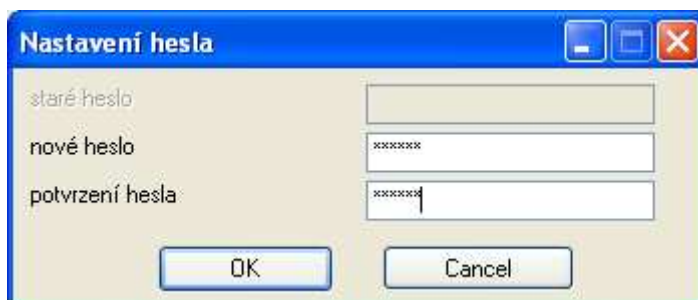 Nastavení hesla
staré heslo
nové heslo ******
potvrzení hesla ******
OK Cancel